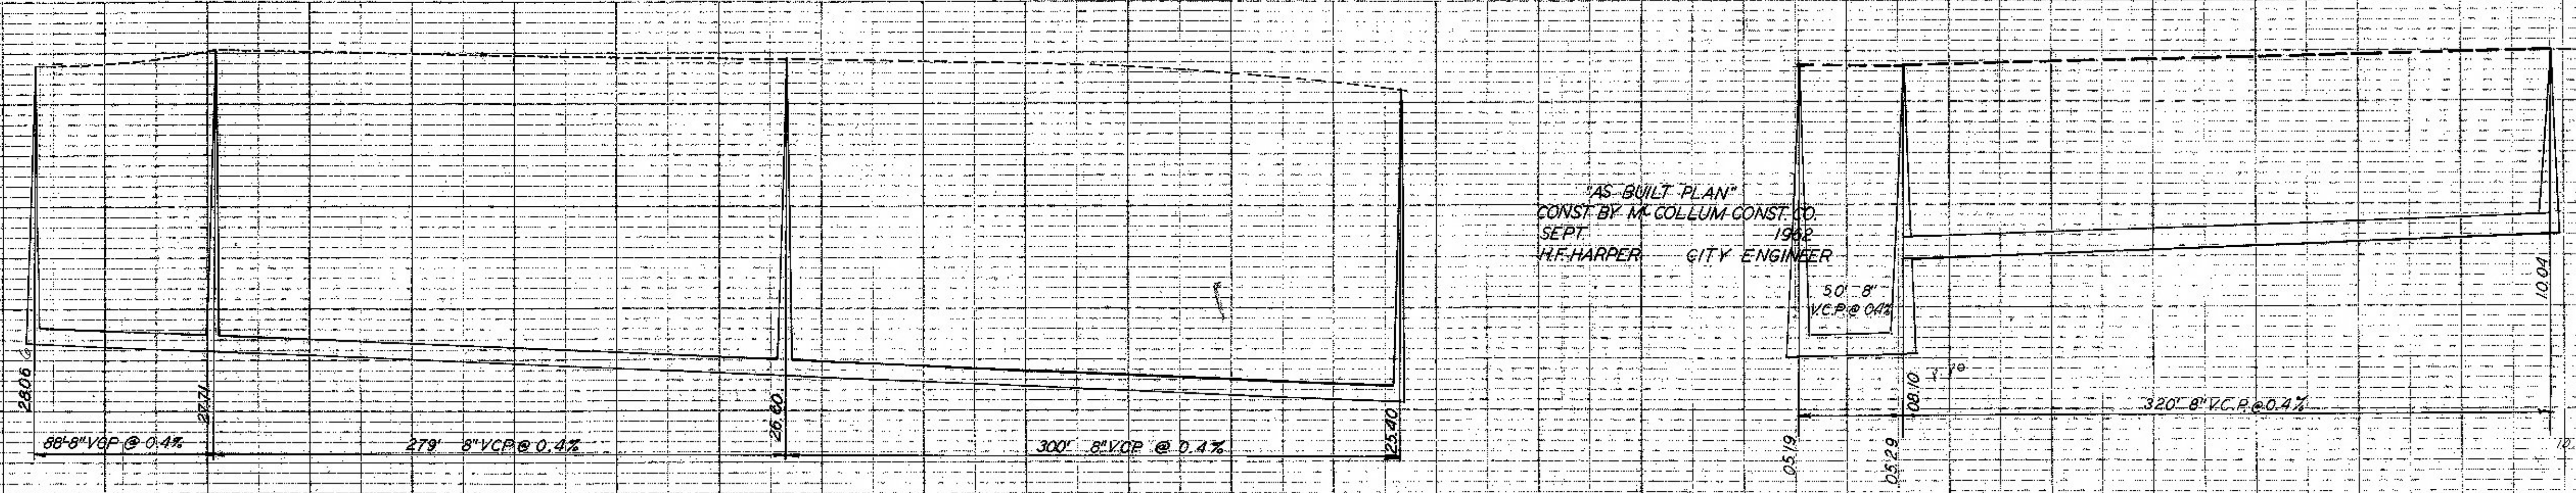 "AS BUILT PLAN"
CONST BY Mc COLLUM CONST. CO.
SEPT 1962
H.F. HARPER CITY ENGINEER
50' 8"
V.C.P. @ 0.4%
10.04
28.06
27.71
26.60
25.40
08.10
320' 8" V.C.P. @ 0.4%
88'-8" VCP @ 0.4%
279' 8" VCP @ 0.4%
300' 8" V.C.P. @ 0.4%
05.19
05.29